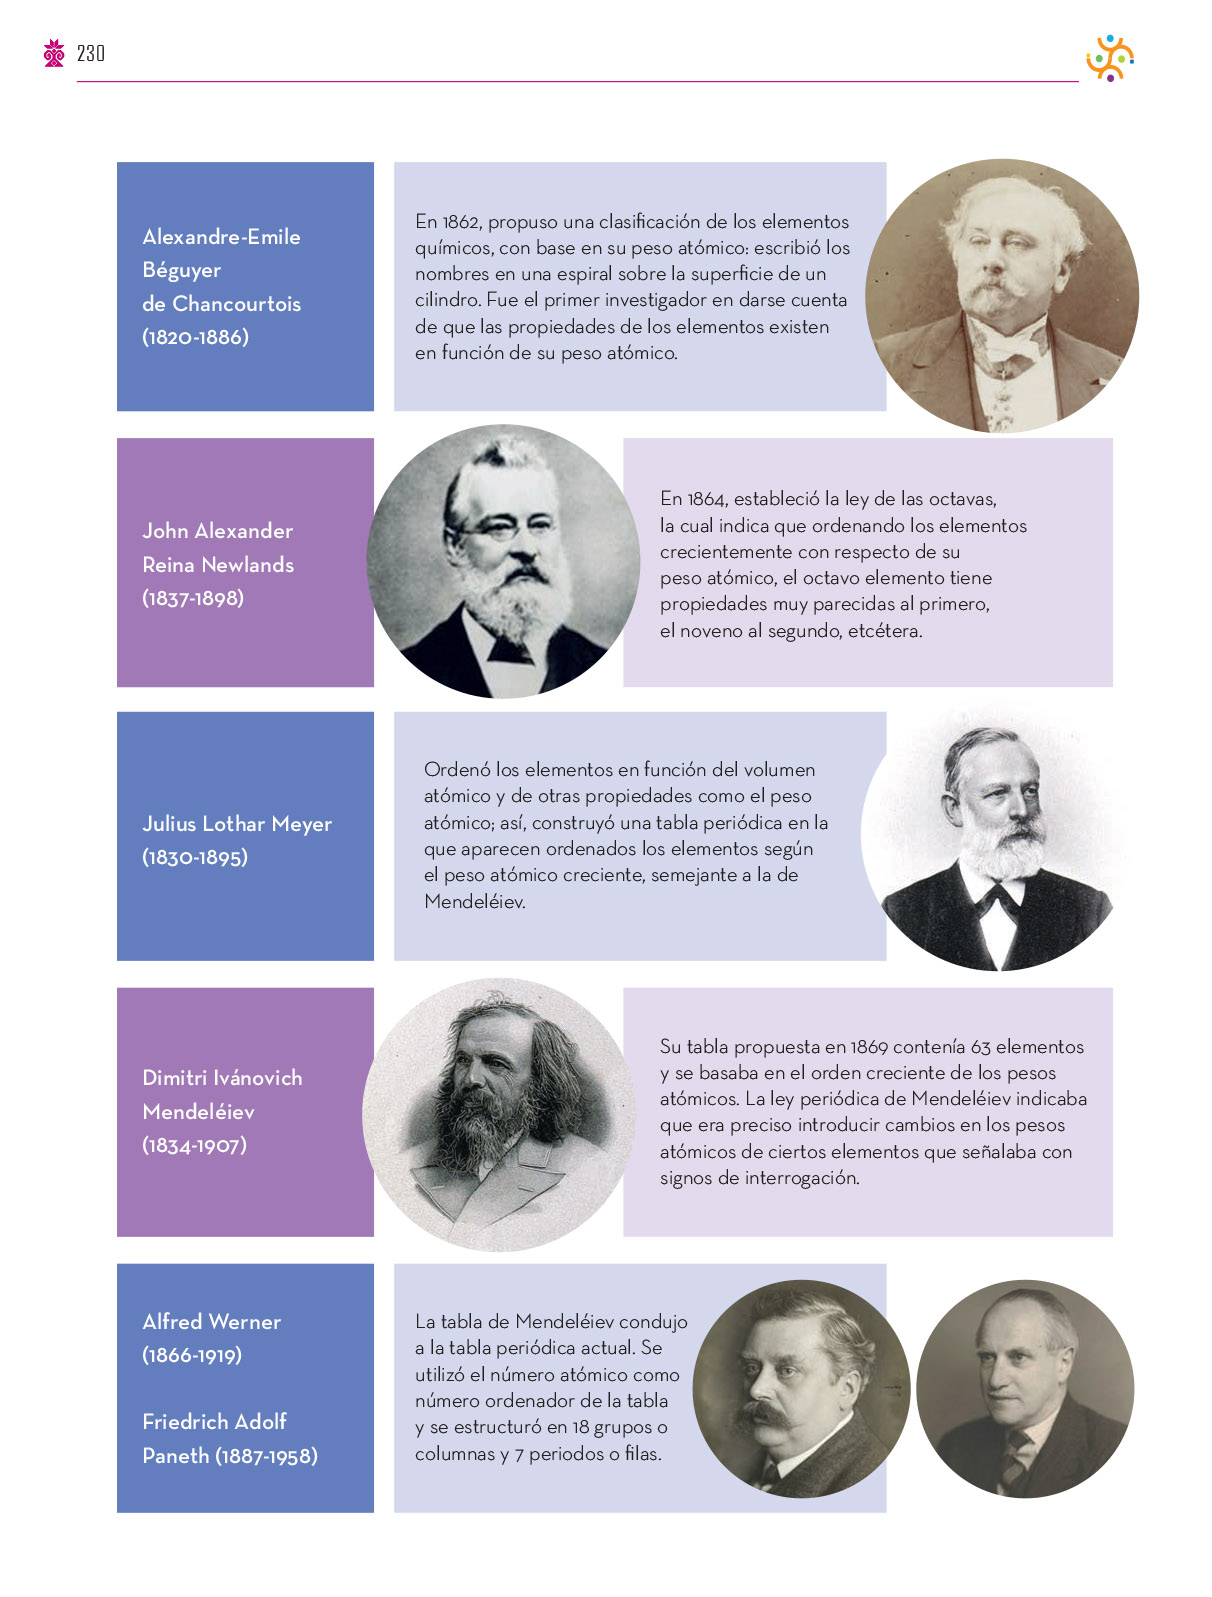 230
Alexandre-Emile
Béguyer
de Chancourtois
(1820-1886)
En 1862, propuso una clasificación de los elementos
químicos, con base en su peso atómico: escribió los
nombres en una espiral sobre la superficie de un
cilindro. Fue el primer investigador en darse cuenta
de que las propiedades de los elementos existen
en función de su peso atómico.
John Alexander
Reina Newlands
(1837-1898)
En 1864, estableció la ley de las octavas,
la cual indica que ordenando los elementos
crecientemente con respecto de su
peso atómico, el octavo elemento tiene
propiedades muy parecidas al primero,
el noveno al segundo, etcétera.
Julius Lothar Meyer
(1830-1895)
Ordenó los elementos en función del volumen
atómico y de otras propiedades como el peso
atómico; así, construyó una tabla periódica en la
que aparecen ordenados los elementos según
el peso atómico creciente, semejante a la de
Mendeléiev.
Dimitri Ivánovich
Mendeléiev
(1834-1907)
Su tabla propuesta en 1869 contenía 63 elementos
y se basaba en el orden creciente de los pesos
atómicos. La ley periódica de Mendeléiev indicaba
que era preciso introducir cambios en los pesos
atómicos de ciertos elementos que señalaba con
signos de interrogación.
Alfred Werner
(1866-1919)
Friedrich Adolf
Paneth (1887-1958)
La tabla de Mendeléiev condujo
a la tabla periódica actual. Se
utilizó el número atómico como
número ordenador de la tabla
y se estructuró en 18 grupos o
columnas y 7 periodos o filas.